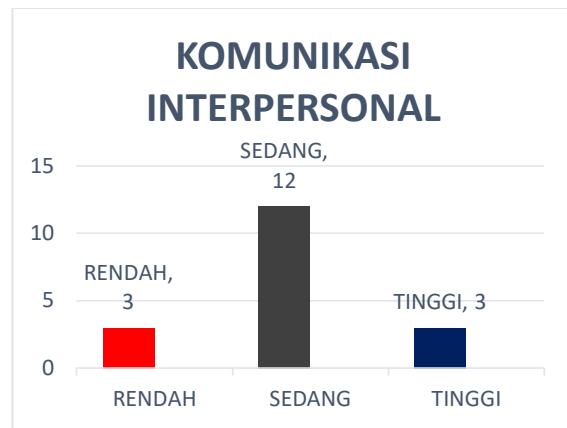 KOMUNIKASI
INTERPERSONAL
SEDANG,
12
15
10
RENDAH,
3
TINGGI, 3
5
0
RENDAH
SEDANG
TINGGI